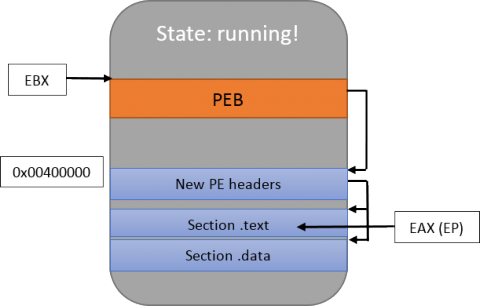 State: running!
EBX
PEB
0x00400000
New PE headers
Section .text
EAX (EP)
Section .data